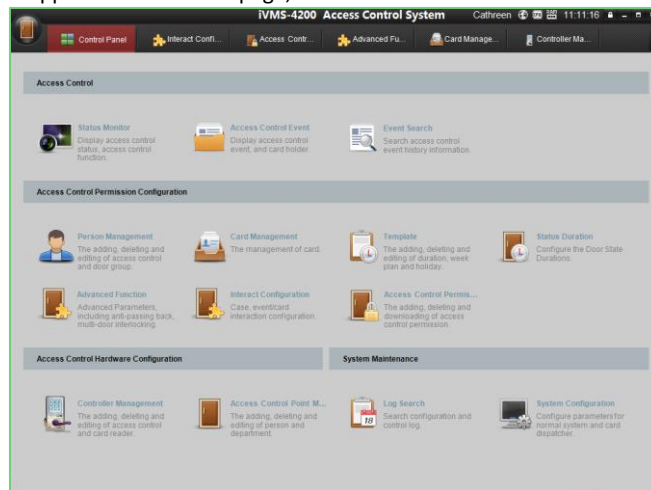 iVMS-4200 Access Control System Cathreen 11:11:16
Control Panel Interact Confi... Access Contr... Advanced Fu... Card Manage... Controller Ma...
Access Control
Status Monitor
Display access control
status, access control
function.
Access Control Event
Display access control
event, and card holder.
Event Search
Search access control
event history information.
Access Control Permission Configuration
Person Management
The adding, deleting and
editing of access control
and door group.
Card Management
The management of card.
Template
The adding, deleting and
editing of duration, week
plan and holiday.
Status Duration
Configure the Door State
Durations.
Advanced Function
Advanced Parameters,
including anti-passing back,
multi-door interlocking.
Interact Configuration
Case, event/card
interaction configuration.
Access Control Permis...
The adding, deleting and
downloading of access
control permission.
Access Control Hardware Configuration
Controller Management
The adding, deleting and
editing of access control
and card reader.
Access Control Point M...
The adding, deleting and
editing of person and
department.
System Maintenance
18
Log Search
Search configuration and
control log.
System Configuration
Configure parameters for
normal system and card
dispatcher.